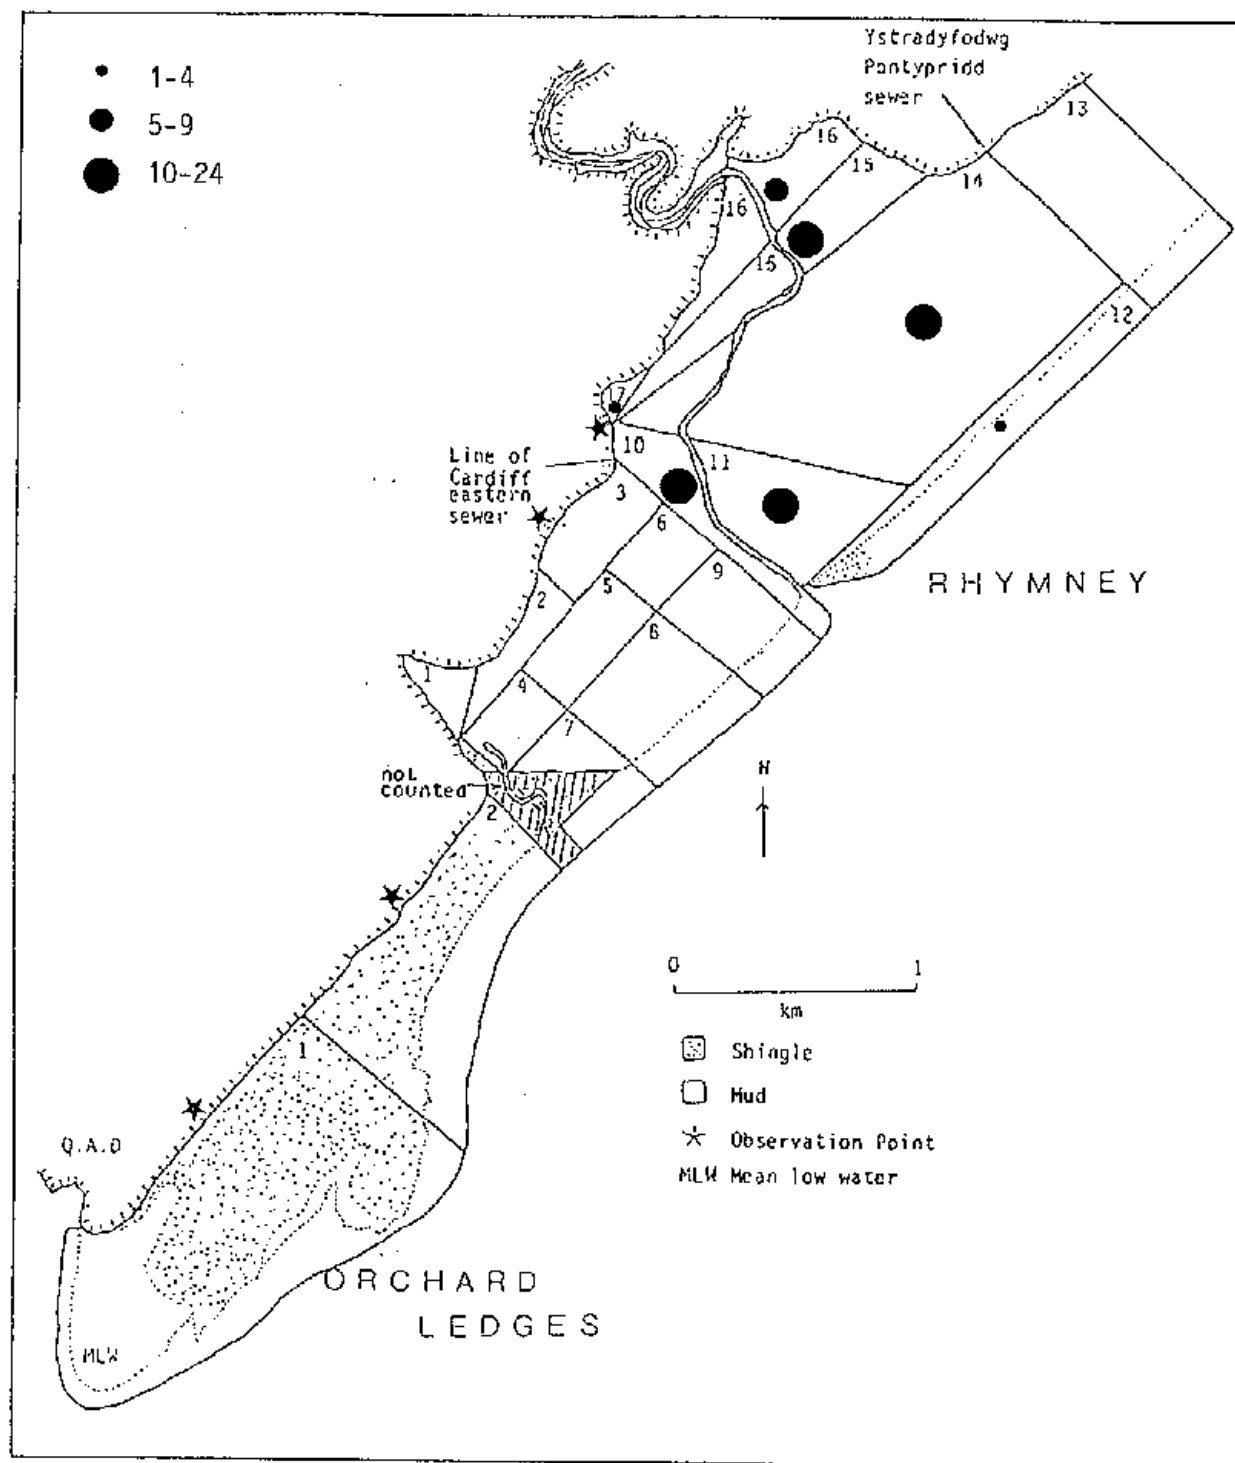 1-4
5-9
10-24
Ystradyfodwg
Pontypridd
sewer
13
16
15
14
16
15
12
17
10
11
Line of
Cardiff
eastern
sewer
3
6
9
2
5
8
1
4
7
RHYMNEY
not
counted
2
N
0 1
km
1
Shingle
Mud
Observation Point
MLW Mean low water
Q.A.D
ORCHARD
LEDGES
MLW